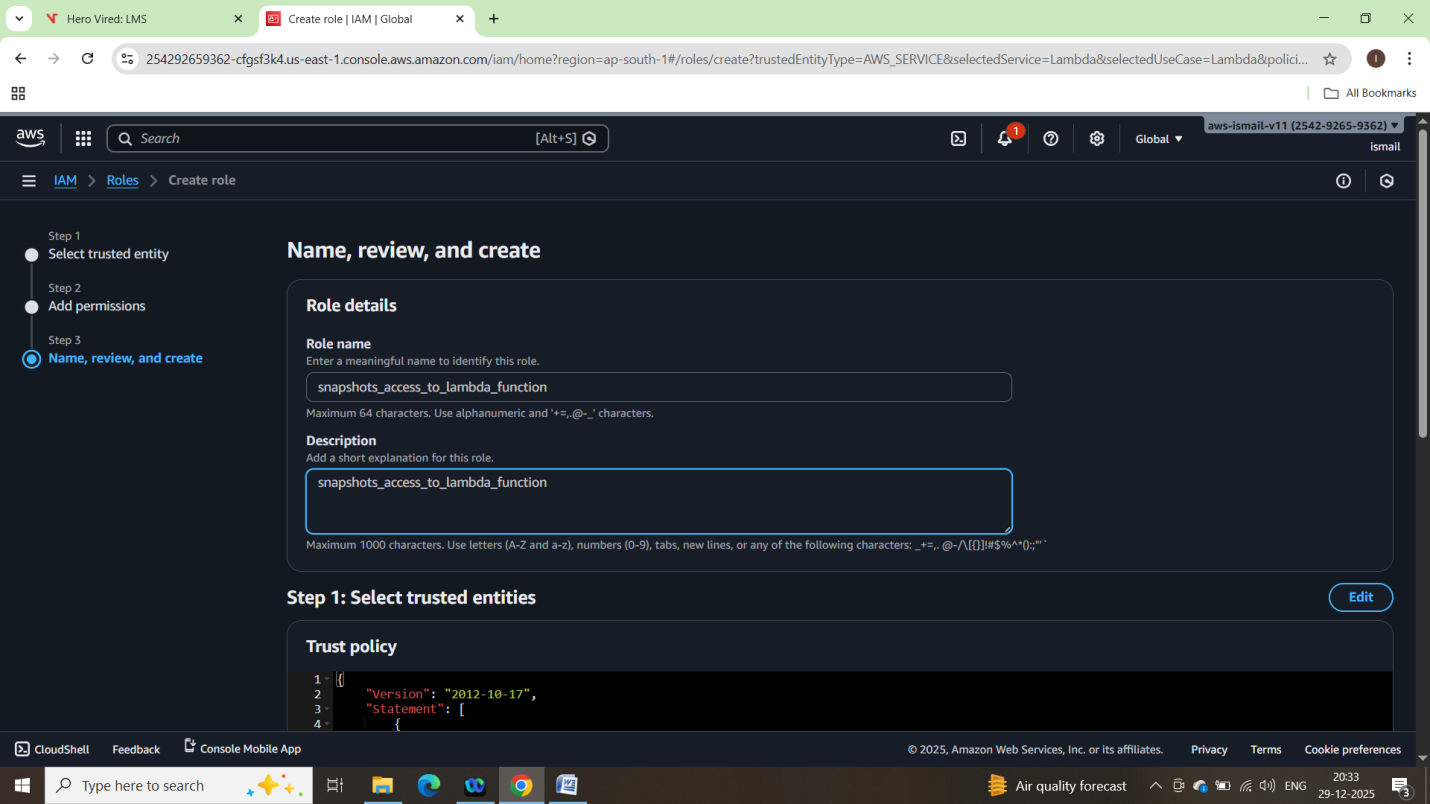 Hero Vired: LMS
Create role | IAM | Global
254292659362-cfgsf3k4.us-east-1.console.aws.amazon.com/iam/home?region=ap-south-1#/roles/create?trustedEntityType=AWS_SERVICE&selectedService=Lambda&selectedUseCase=Lambda&polici...
I
All Bookmarks
aws
Search
[Alt+S]
1
Global
aws-ismail-v11 (2542-9265-9362)
ismail
IAM
Roles
Create role
Step 1
Select trusted entity
Step 2
Add permissions
Step 3
Name, review, and create
Name, review, and create
Role details
Role name
Enter a meaningful name to identify this role.
snapshots_access_to_lambda_function
Maximum 64 characters. Use alphanumeric and '+=,.@-_' characters.
Description
Add a short explanation for this role.
snapshots_access_to_lambda_function
Maximum 1000 characters. Use letters (A-Z and a-z), numbers (0-9), tabs, new lines, or any of the following characters: _+=,. @-/\[{}]!#$%^*();:"'`
Step 1: Select trusted entities
Edit
Trust policy
1 {
2 "Version": "2012-10-17",
3 "Statement": [
4 {
CloudShell
Feedback
Console Mobile App
© 2025, Amazon Web Services, Inc. or its affiliates.
Privacy
Terms
Cookie preferences
Type here to search
Air quality forecast
ENG
20:33
29-12-2025
3